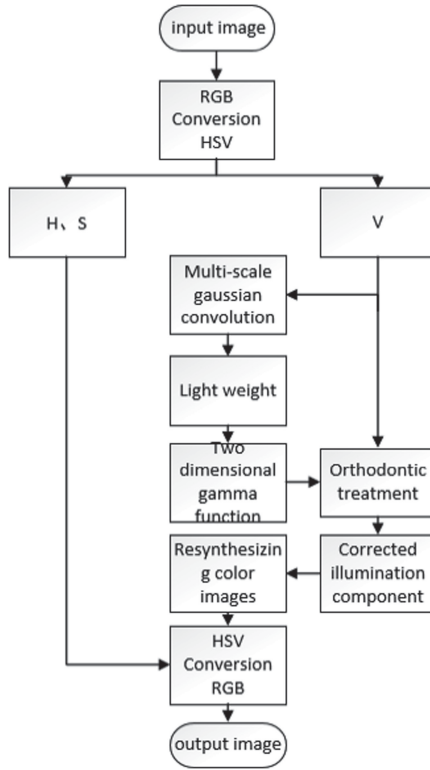 input image
RGB
Conversion
HSV
H、S
V
Multi-scale
gaussian
convolution
Light weight
Two
dimensional
gamma
function
Orthodontic
treatment
Resynthesizin
g color
images
Corrected
illumination
component
HSV
Conversion
RGB
output image